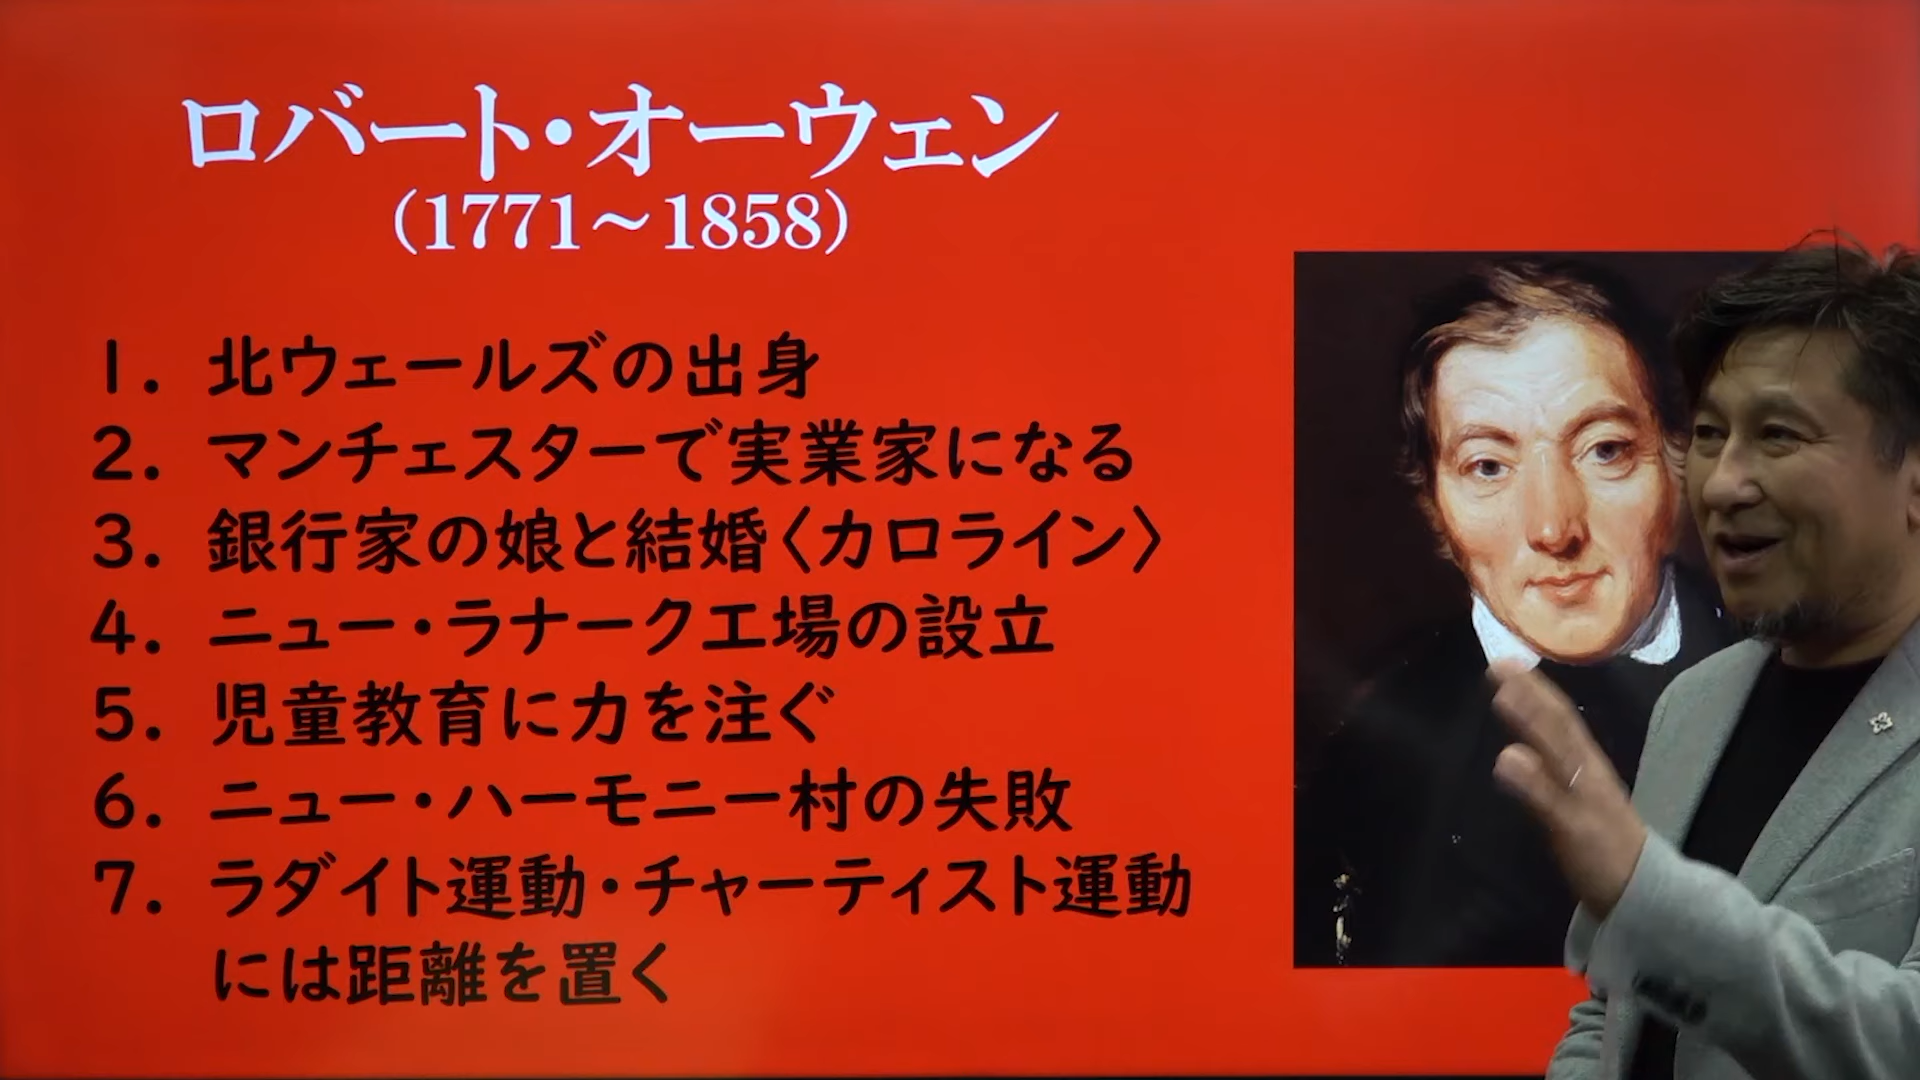 ロバート・オーウェン
（1771～1858）
1. 北ウェールズの出身
2. マンチェスターで実業家になる
3. 銀行家の娘と結婚〈カロライン〉
4. ニュー・ラナーク工場の設立
5. 児童教育に力を注ぐ
6. ニュー・ハーモニー村の失敗
7. ラダイト運動・チャーティスト運動
には距離を置く